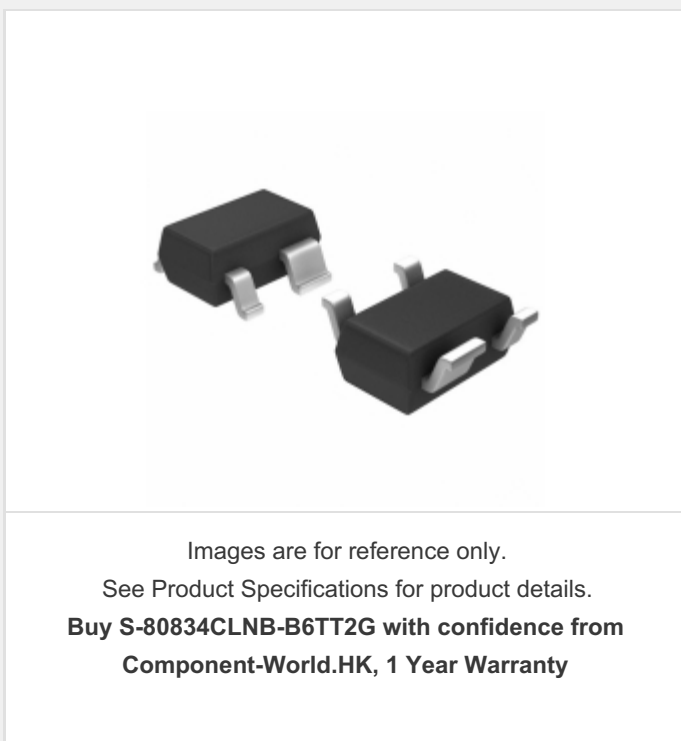 Images are for reference only.
See Product Specifications for product details.
Buy S-80834CLNB-B6TT2G with confidence from
Component-World.HK, 1 Year Warranty